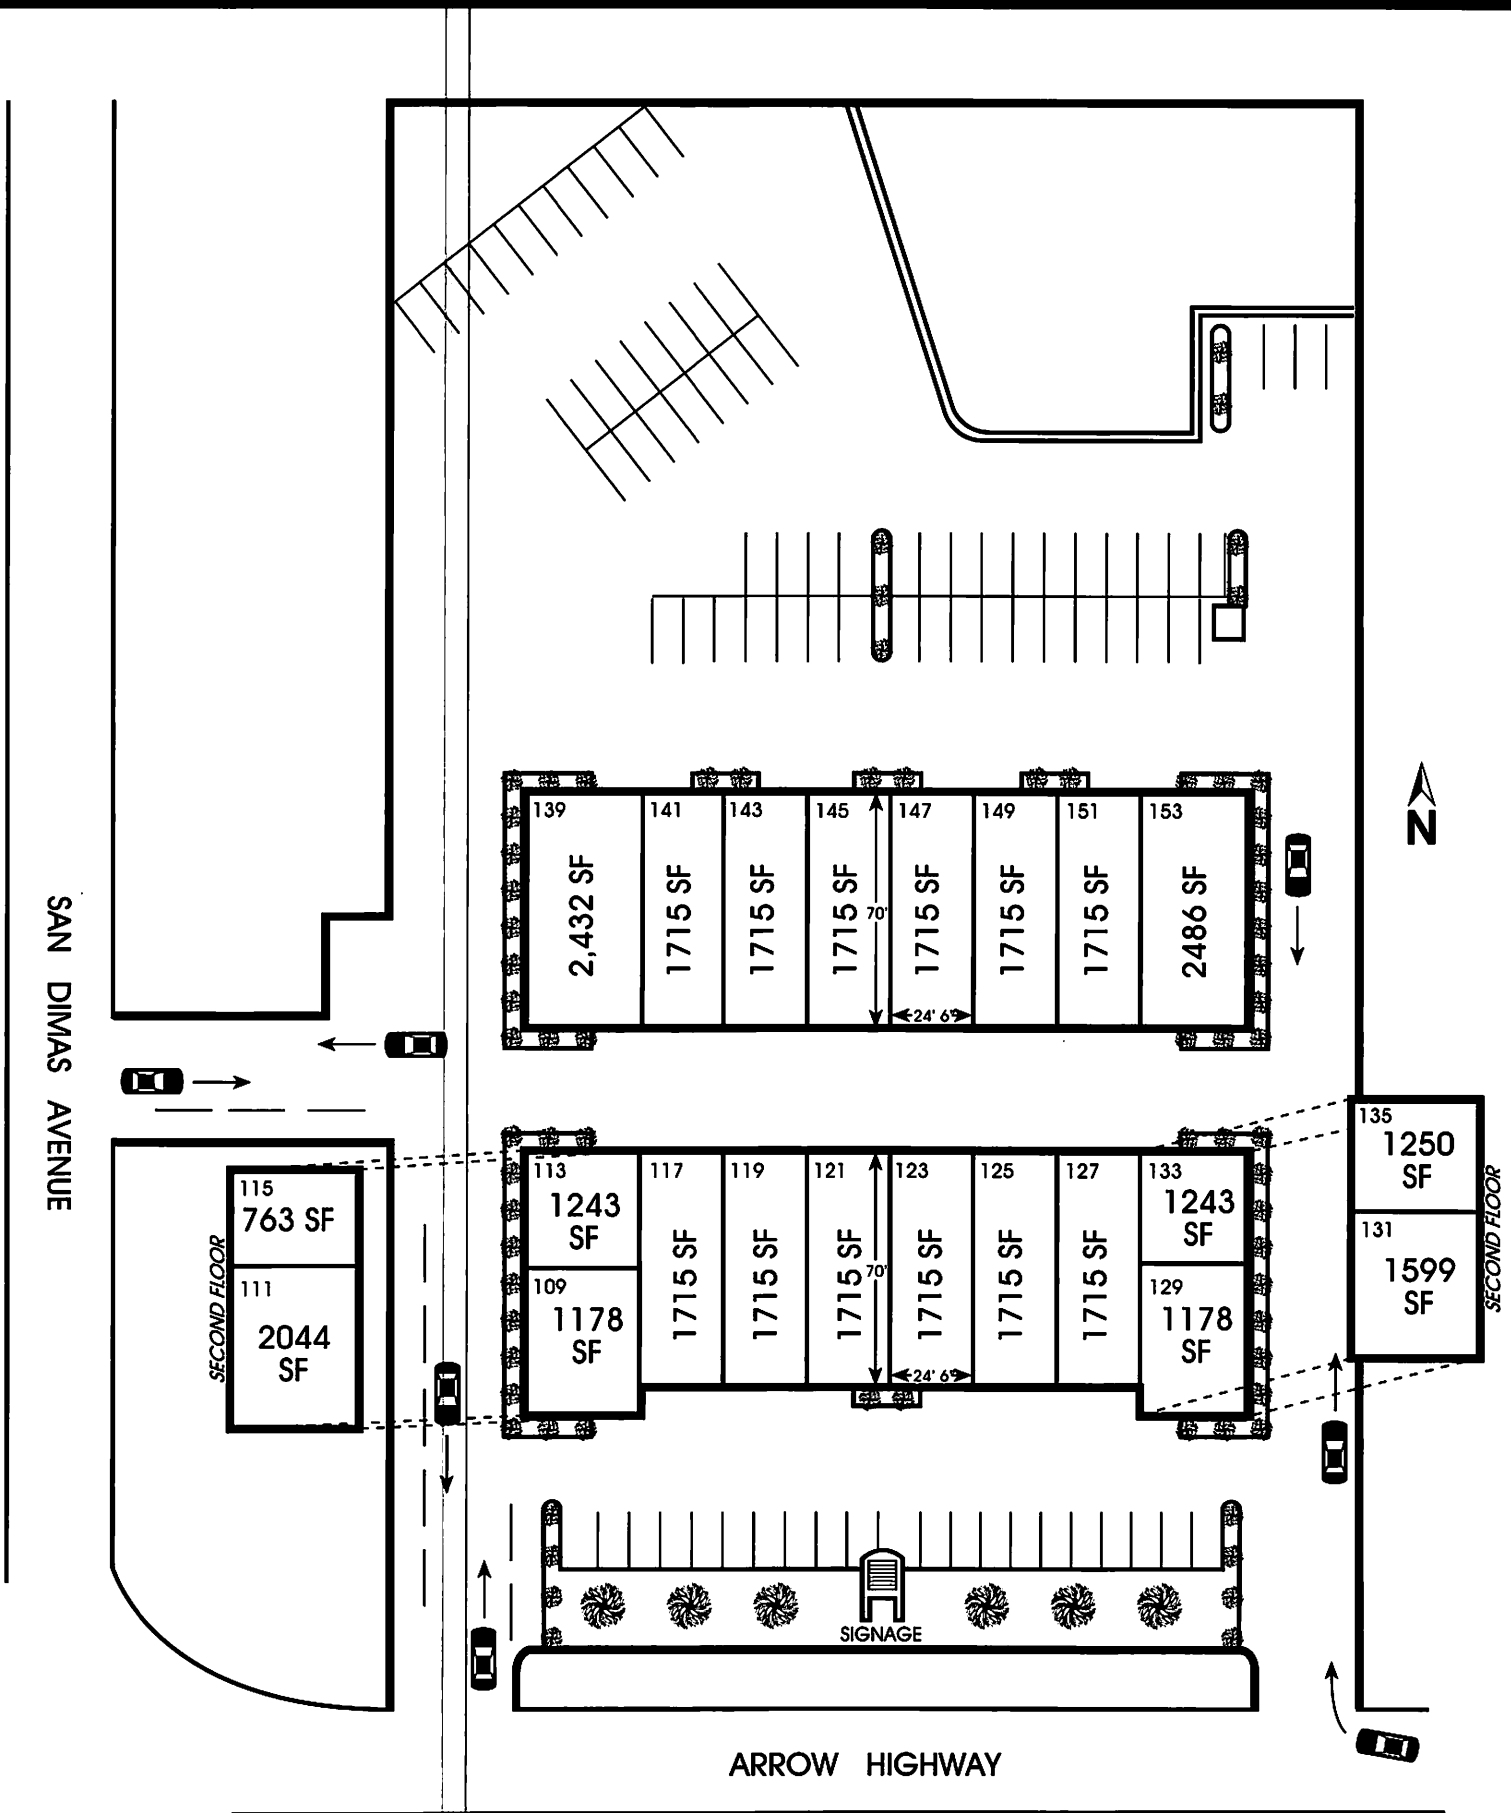 139
141
143
145
147
149
151
153
2,432 SF
1715 SF
1715 SF
1715 SF
70'
1715 SF
1715 SF
1715 SF
2486 SF
24' 6"
N
SAN DIMAS AVENUE
135
1250
SF
131
1599
SF
SECOND FLOOR
115
763 SF
111
2044
SF
SECOND FLOOR
113
1243
SF
109
1178
SF
117
119
121
123
125
127
1715 SF
1715 SF
1715 SF
70'
1715 SF
1715 SF
1715 SF
24' 6"
133
1243
SF
129
1178
SF
SIGNAGE
ARROW HIGHWAY